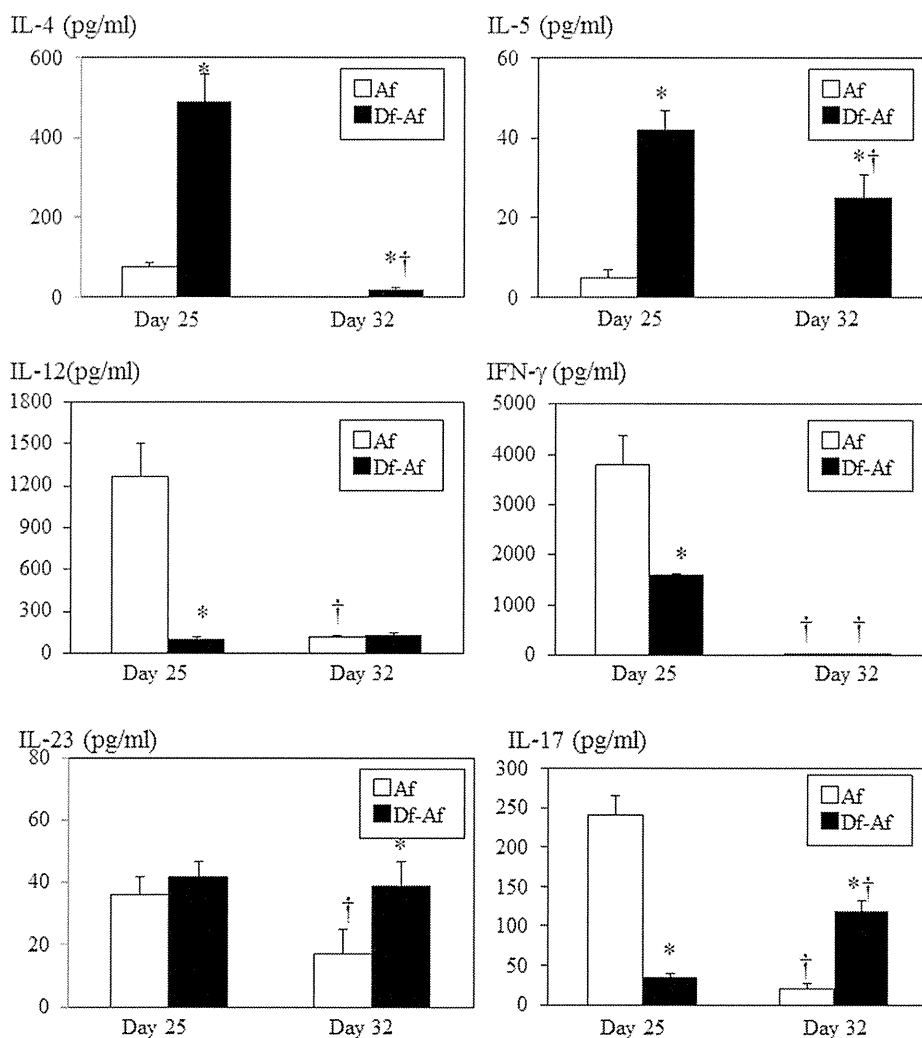 IL-4 (pg/ml)
600
400
200
0
*
*†
Af
Df-Af
Day 25
Day 32
IL-5 (pg/ml)
60
40
20
0
*
*†
Af
Df-Af
Day 25
Day 32
IL-12(pg/ml)
1800
1500
1200
900
600
300
0
*
†
Af
Df-Af
Day 25
Day 32
IFN-γ (pg/ml)
5000
4000
3000
2000
1000
0
*
†
†
Af
Df-Af
Day 25
Day 32
IL-23 (pg/ml)
80
60
40
20
0
†
*
Af
Df-Af
Day 25
Day 32
IL-17 (pg/ml)
300
250
200
150
100
50
0
*
†
*†
Af
Df-Af
Day 25
Day 32